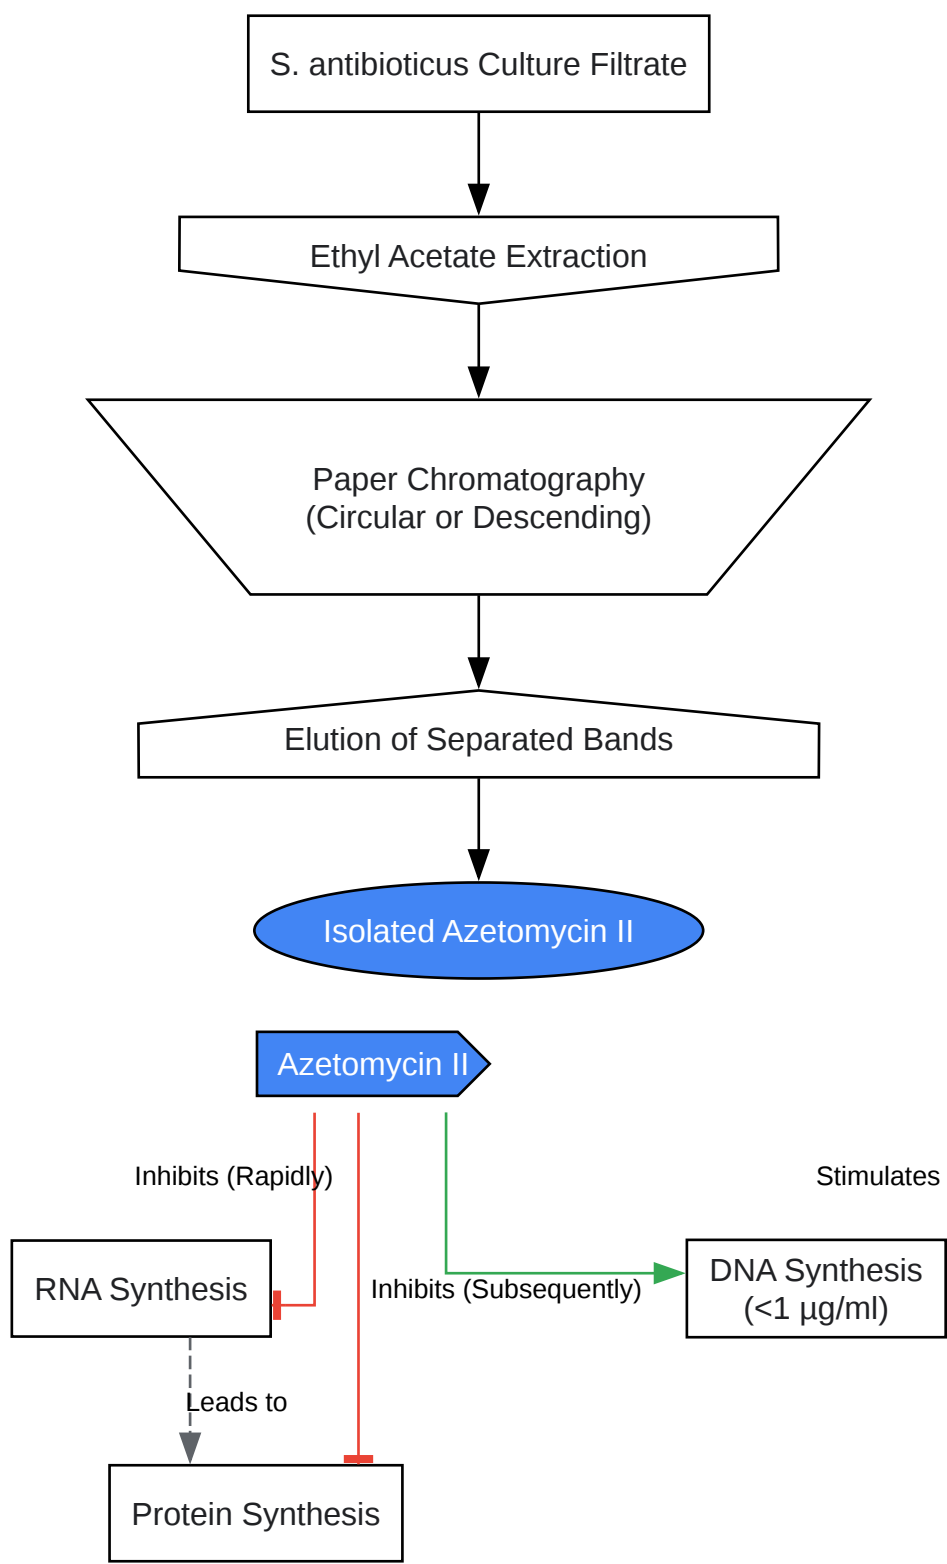 S. antibioticus Culture Filtrate
Ethyl Acetate Extraction
Paper Chromatography
(Circular or Descending)
Elution of Separated Bands
Isolated Azetomycin II
Azetomycin II
Inhibits (Rapidly)
Stimulates
RNA Synthesis
Inhibits (Subsequently)
DNA Synthesis
(<1 µg/ml)
Leads to
Protein Synthesis